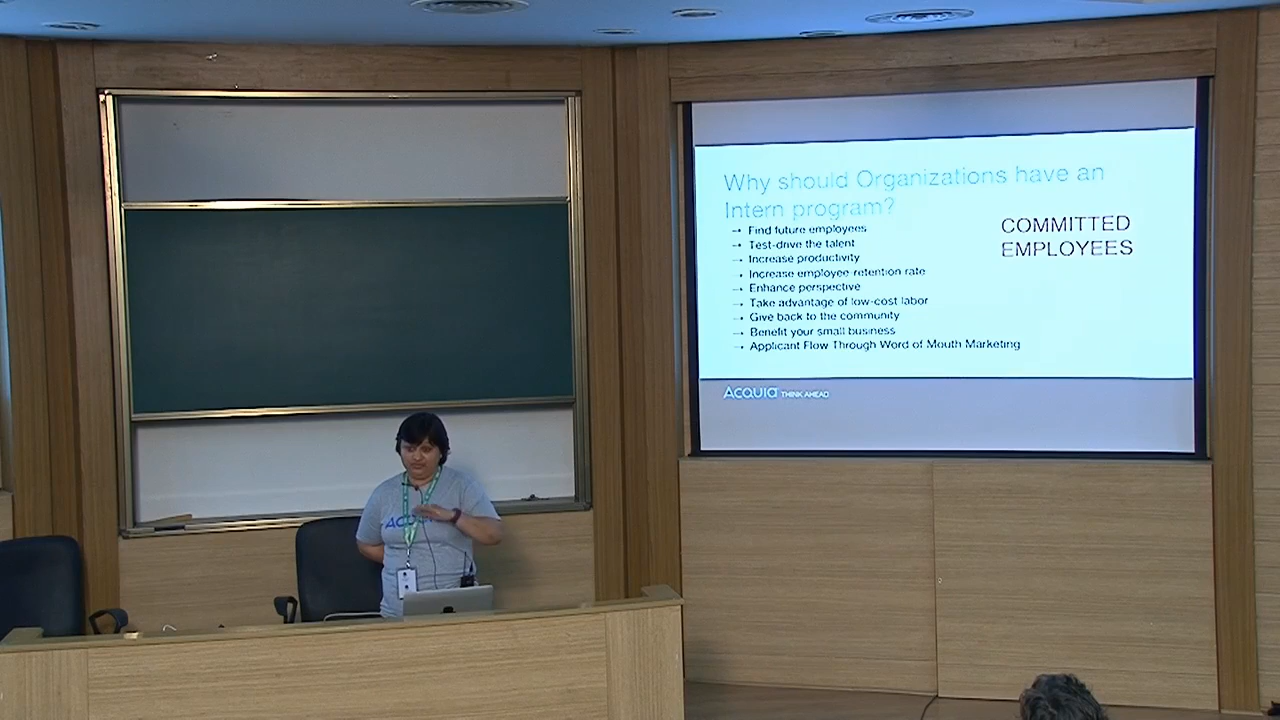 Why should Organizations have an
Intern program?
→ Find future employees
→ Test-drive the talent
→ Increase productivity
→ Increase employee-retention rate
→ Enhance perspective
→ Take advantage of low-cost labor
→ Give back to the community
→ Benefit your small business
→ Applicant Flow Through Word of Mouth Marketing
COMMITTED
EMPLOYEES
ACQUIA THINK AHEAD